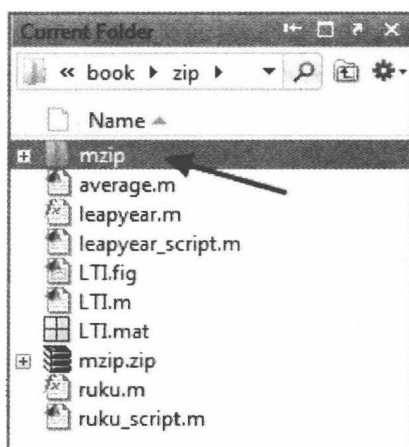 Current Folder
« book ▸ zip ▸
Name
mzip
average.m
leapyear.m
leapyear_script.m
LTI.fig
LTI.m
LTI.mat
mzip.zip
ruku.m
ruku_script.m